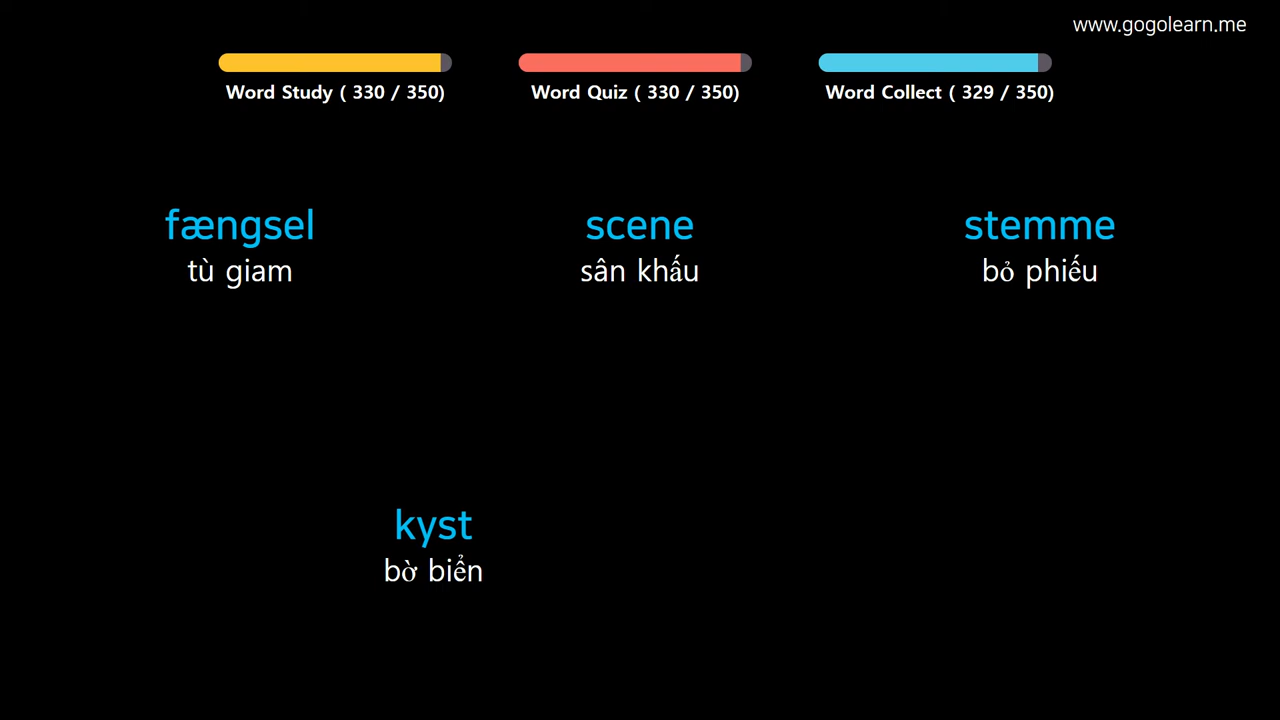 www.gogolearn.me
Word Study ( 330 / 350)
Word Quiz ( 330 / 350)
Word Collect ( 329 / 350)
fængsel
tù giam
scene
sân khấu
stemme
bỏ phiếu
kyst
bờ biển